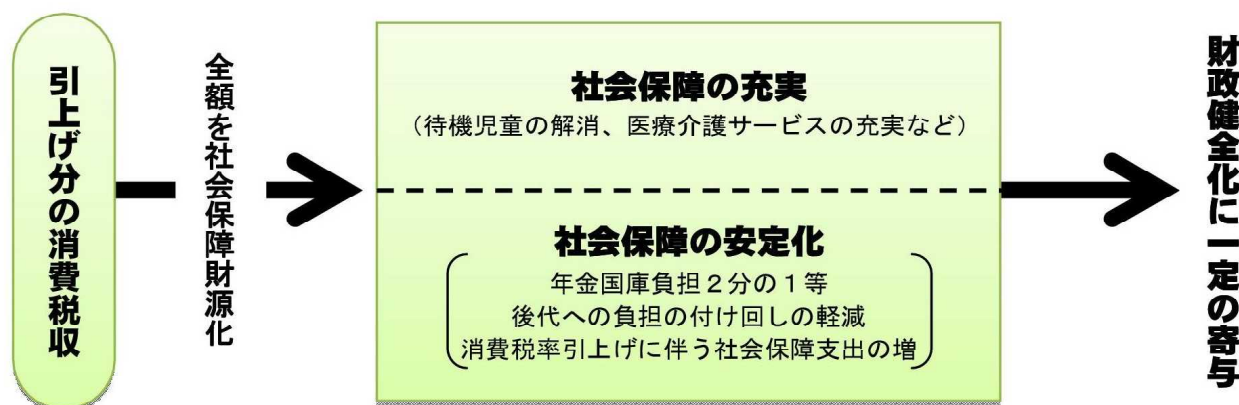 引上げ分の消費税収
全額を社会保障財源化
社会保障の充実
（待機児童の解消、医療介護サービスの充実など）
社会保障の安定化
年金国庫負担２分の１等
後代への負担の付け回しの軽減
消費税率引上げに伴う社会保障支出の増
財政健全化に一定の寄与